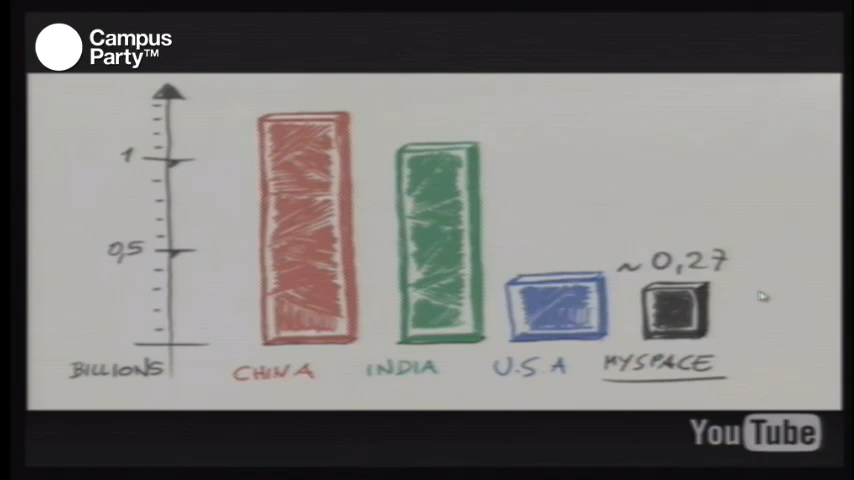 Campus
Party™
1
0,5
~ 0,27
BILLIONS
CHINA
INDIA
U.S.A
MYSPACE
YouTube